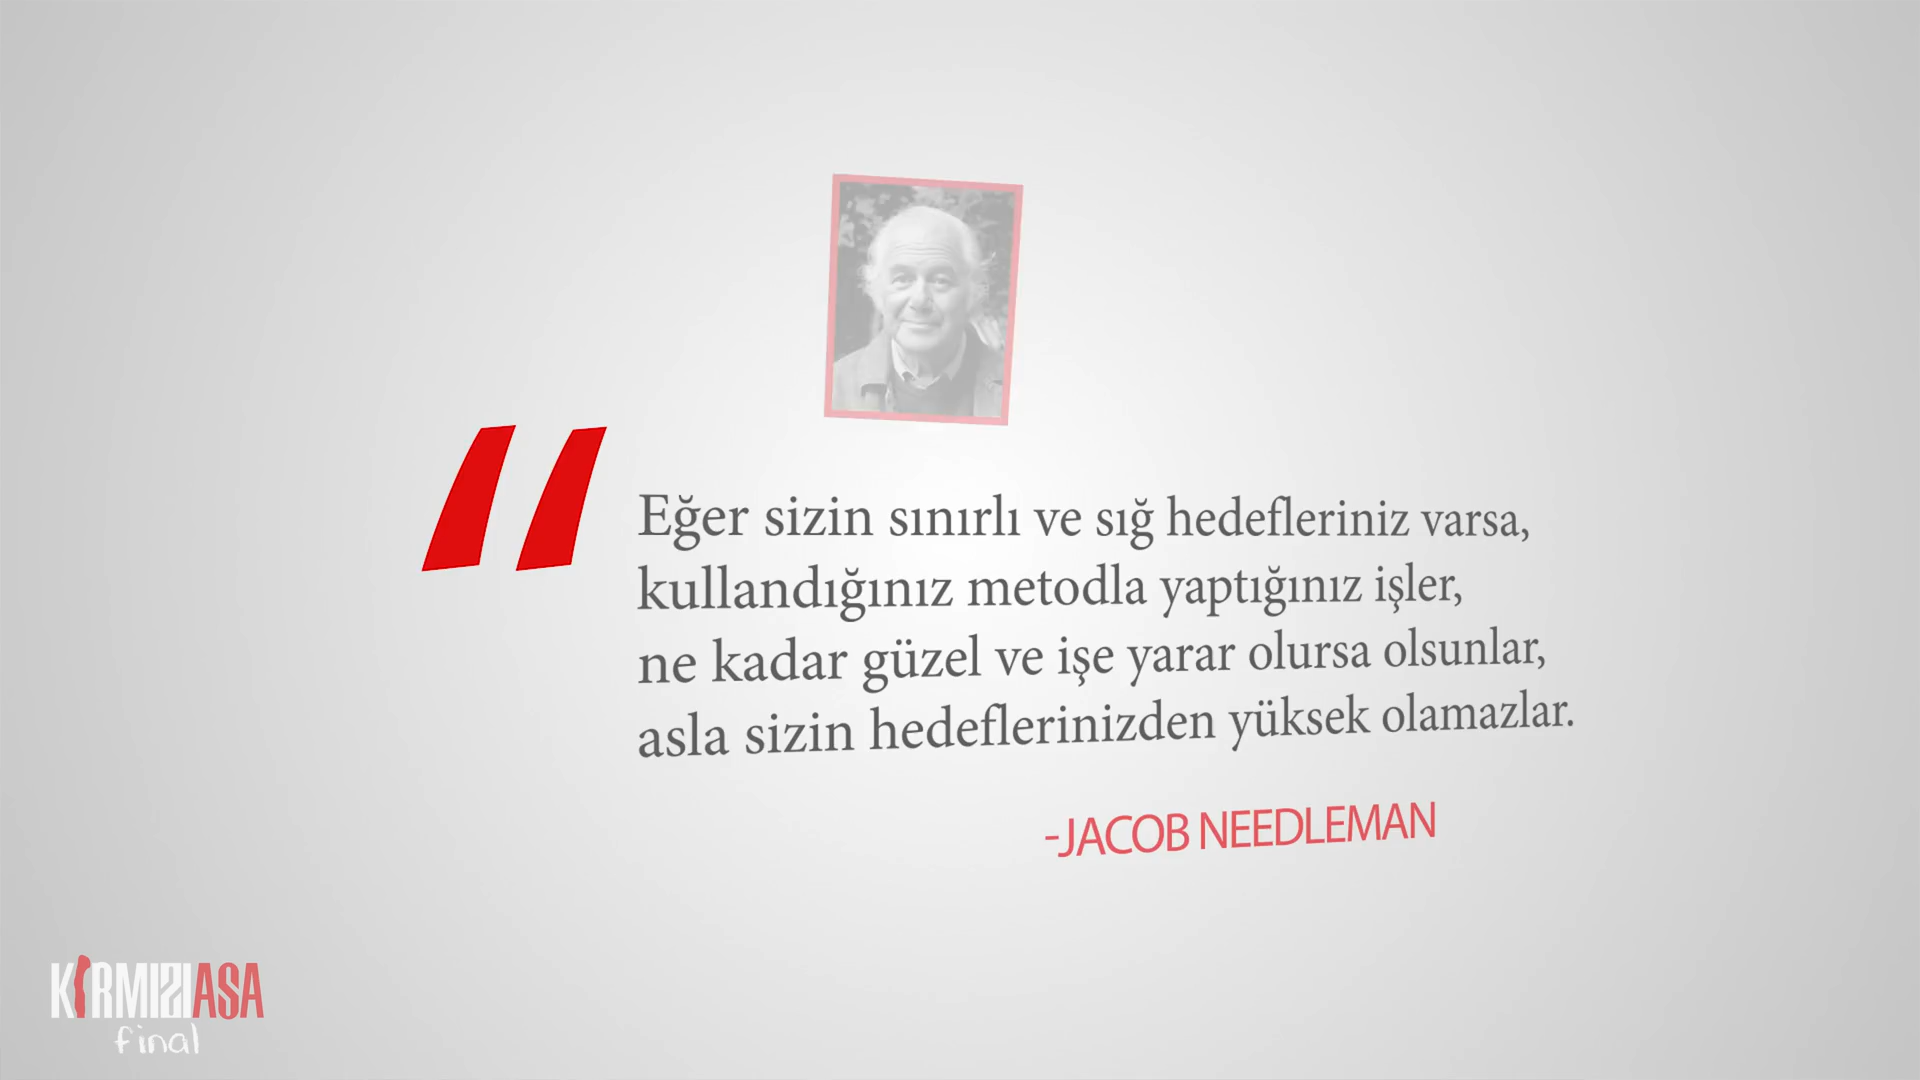 Eğer sizin sınırlı ve sığ hedefleriniz varsa,
kullandığınız metodla yaptığınız işler,
ne kadar güzel ve işe yarar olursa olsunlar,
asla sizin hedeflerinizden yüksek olamazlar.
-JACOB NEEDLEMAN
KIRMIZIASA
final